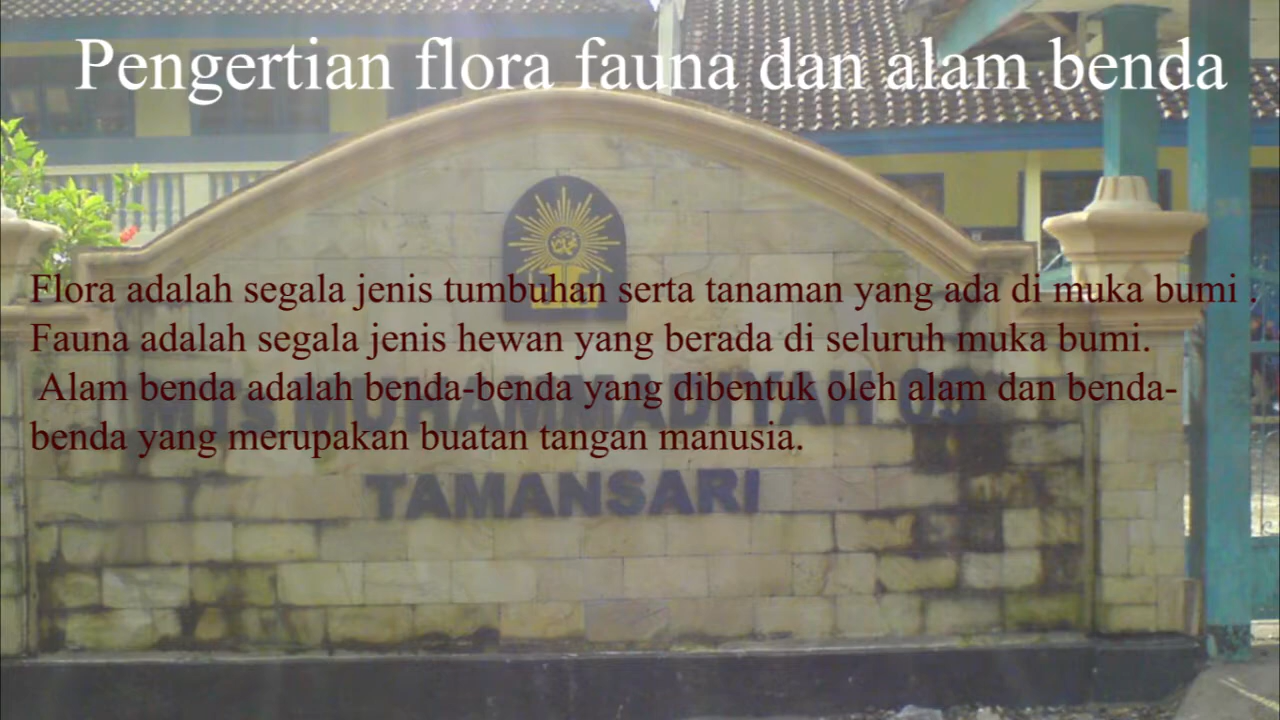 Pengertian flora fauna dan alam benda
Flora adalah segala jenis tumbuhan serta tanaman yang ada di muka bumi .
Fauna adalah segala jenis hewan yang berada di seluruh muka bumi.
Alam benda adalah benda-benda yang dibentuk oleh alam dan benda-
benda yang merupakan buatan tangan manusia.
MTs MUHAMMADIYAH 03
TAMANSARI